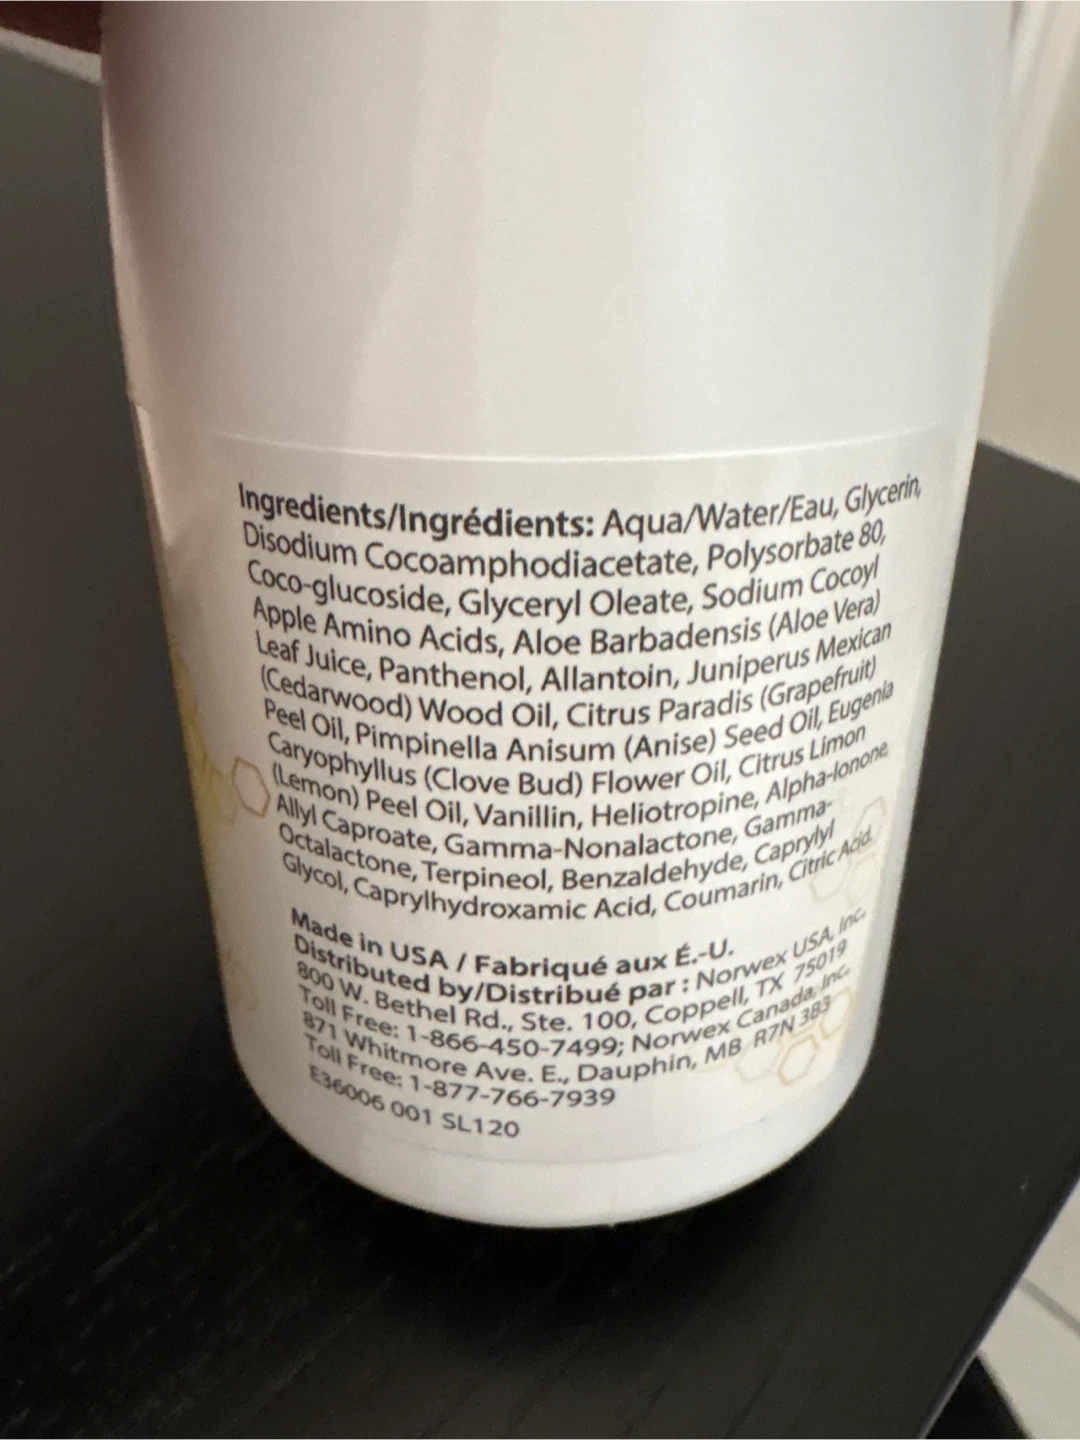 Ingredients/Ingrédients: Aqua/Water/Eau, Glycerin,
Disodium Cocoamphodiacetate, Polysorbate 80,
Coco-glucoside, Glyceryl Oleate, Sodium Cocoyl
Apple Amino Acids, Aloe Barbadensis (Aloe Vera)
Leaf Juice, Panthenol, Allantoin, Juniperus Mexican
(Cedarwood) Wood Oil, Citrus Paradis (Grapefruit)
Peel Oil, Pimpinella Anisum (Anise) Seed Oil, Eugenia
Caryophyllus (Clove Bud) Flower Oil, Citrus Limon
(Lemon) Peel Oil, Vanillin, Heliotropine, Alpha-Ionone,
Allyl Caproate, Gamma-Nonalactone, Gamma-
Octalactone, Terpineol, Benzaldehyde, Caprylyl
Glycol, Caprylhydroxamic Acid, Coumarin, Citric Acid.
Made in USA / Fabriqué aux É.-U.
Distributed by/Distribué par : Norwex USA, Inc.
800 W. Bethel Rd., Ste. 100, Coppell, TX 75019
Toll Free: 1-866-450-7499; Norwex Canada, Inc.
871 Whitmore Ave. E., Dauphin, MB R7N 3B3
Toll Free: 1-877-766-7939
E36006 001 SL120